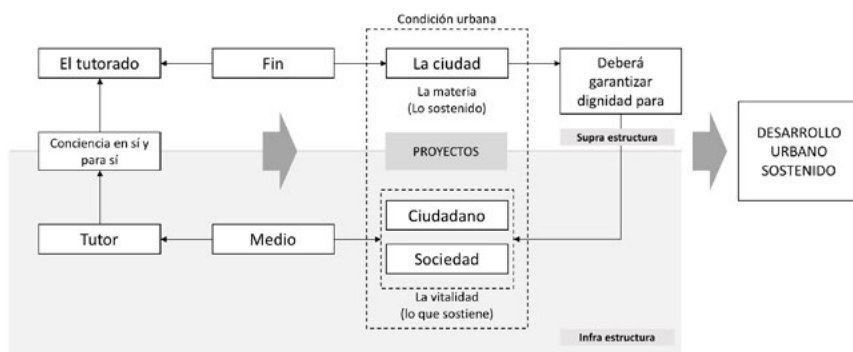 Condición urbana
El tutorado
Fin
La ciudad
Deberá
garantizar
dignidad para
La materia
(Lo sostenido)
Conciencia en sí y
para sí
PROYECTOS
Supra estructura
DESARROLLO
URBANO
SOSTENIDO
Tutor
Medio
Ciudadano
Sociedad
La vitalidad
(lo que sostiene)
Infra estructura